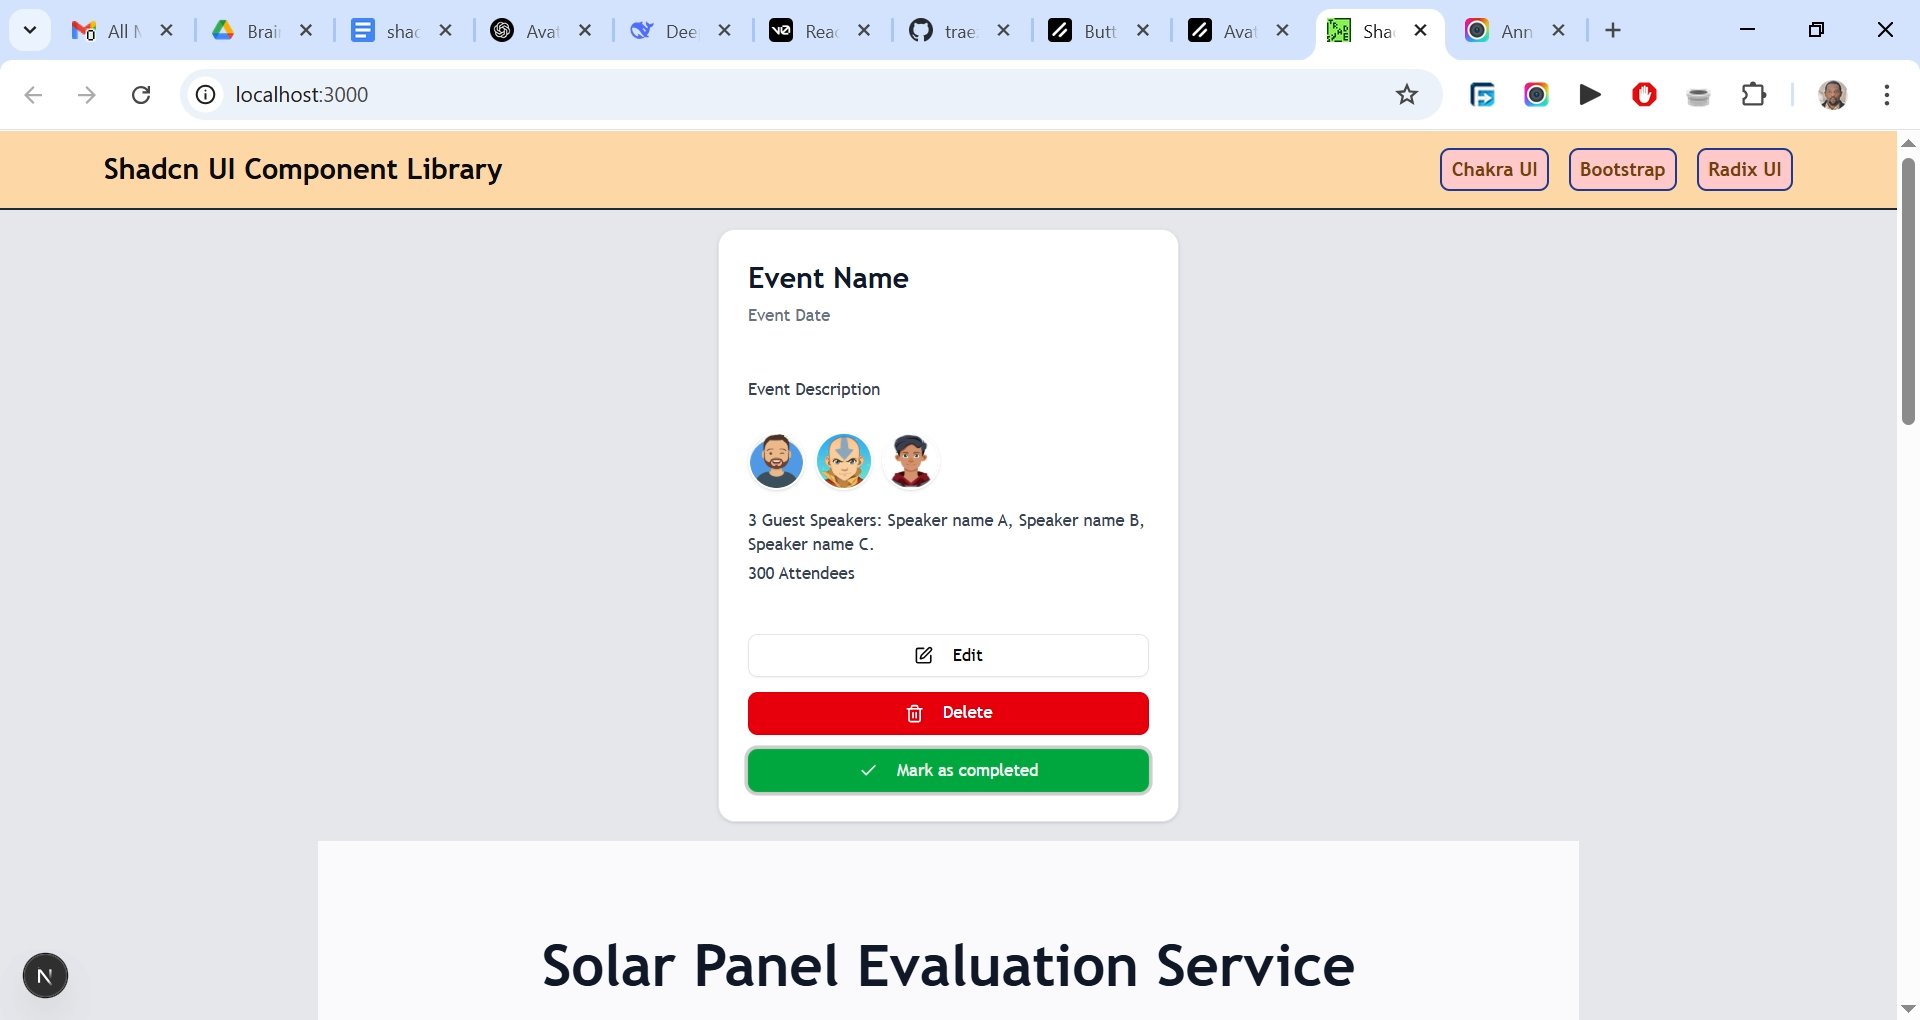 All M
Brai
shac
Avat
Dee
Reac
trae
Butt
Avat
Sha
Ann
localhost:3000
Shadcn UI Component Library
Chakra UI
Bootstrap
Radix UI
Event Name
Event Date
Event Description
3 Guest Speakers: Speaker name A, Speaker name B,
Speaker name C.
300 Attendees
Edit
Delete
Mark as completed
Solar Panel Evaluation Service
N